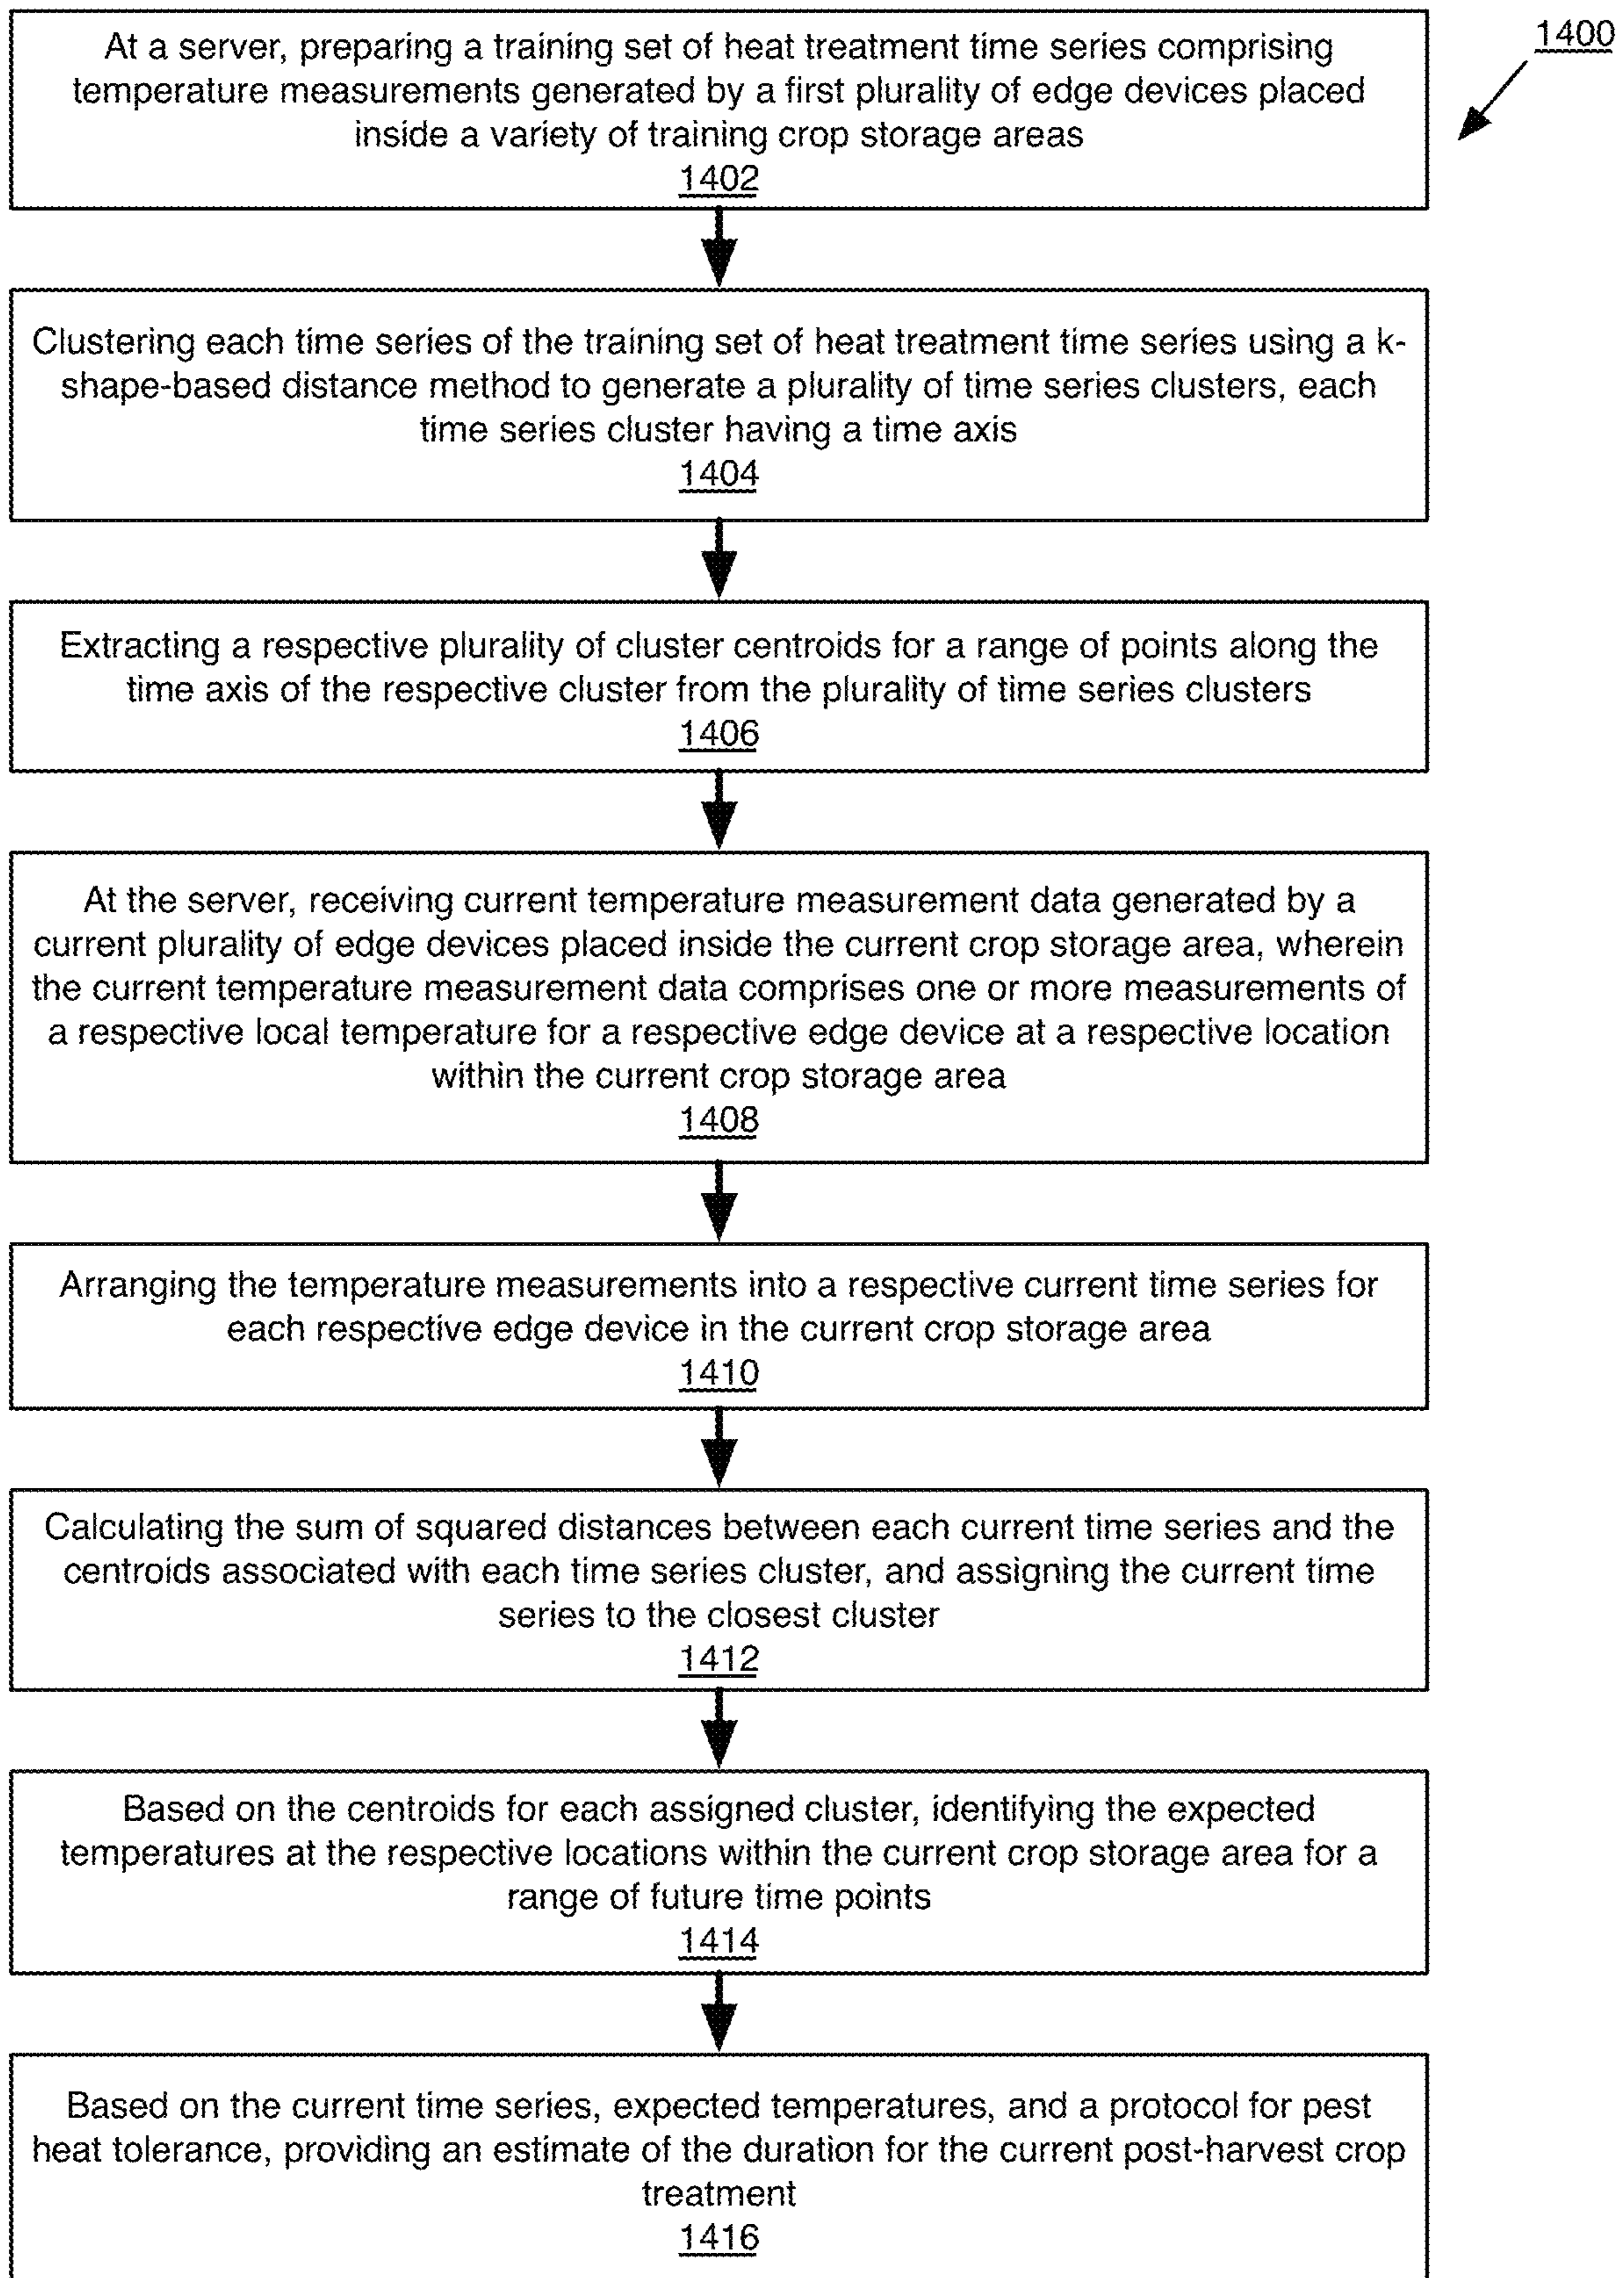 1400
At a server, preparing a training set of heat treatment time series comprising
temperature measurements generated by a first plurality of edge devices placed
inside a variety of training crop storage areas
1402
Clustering each time series of the training set of heat treatment time series using a k-
shape-based distance method to generate a plurality of time series clusters, each
time series cluster having a time axis
1404
Extracting a respective plurality of cluster centroids for a range of points along the
time axis of the respective cluster from the plurality of time series clusters
1406
At the server, receiving current temperature measurement data generated by a
current plurality of edge devices placed inside the current crop storage area, wherein
the current temperature measurement data comprises one or more measurements of
a respective local temperature for a respective edge device at a respective location
within the current crop storage area
1408
Arranging the temperature measurements into a respective current time series for
each respective edge device in the current crop storage area
1410
Calculating the sum of squared distances between each current time series and the
centroids associated with each time series cluster, and assigning the current time
series to the closest cluster
1412
Based on the centroids for each assigned cluster, identifying the expected
temperatures at the respective locations within the current crop storage area for a
range of future time points
1414
Based on the current time series, expected temperatures, and a protocol for pest
heat tolerance, providing an estimate of the duration for the current post-harvest crop
treatment
1416